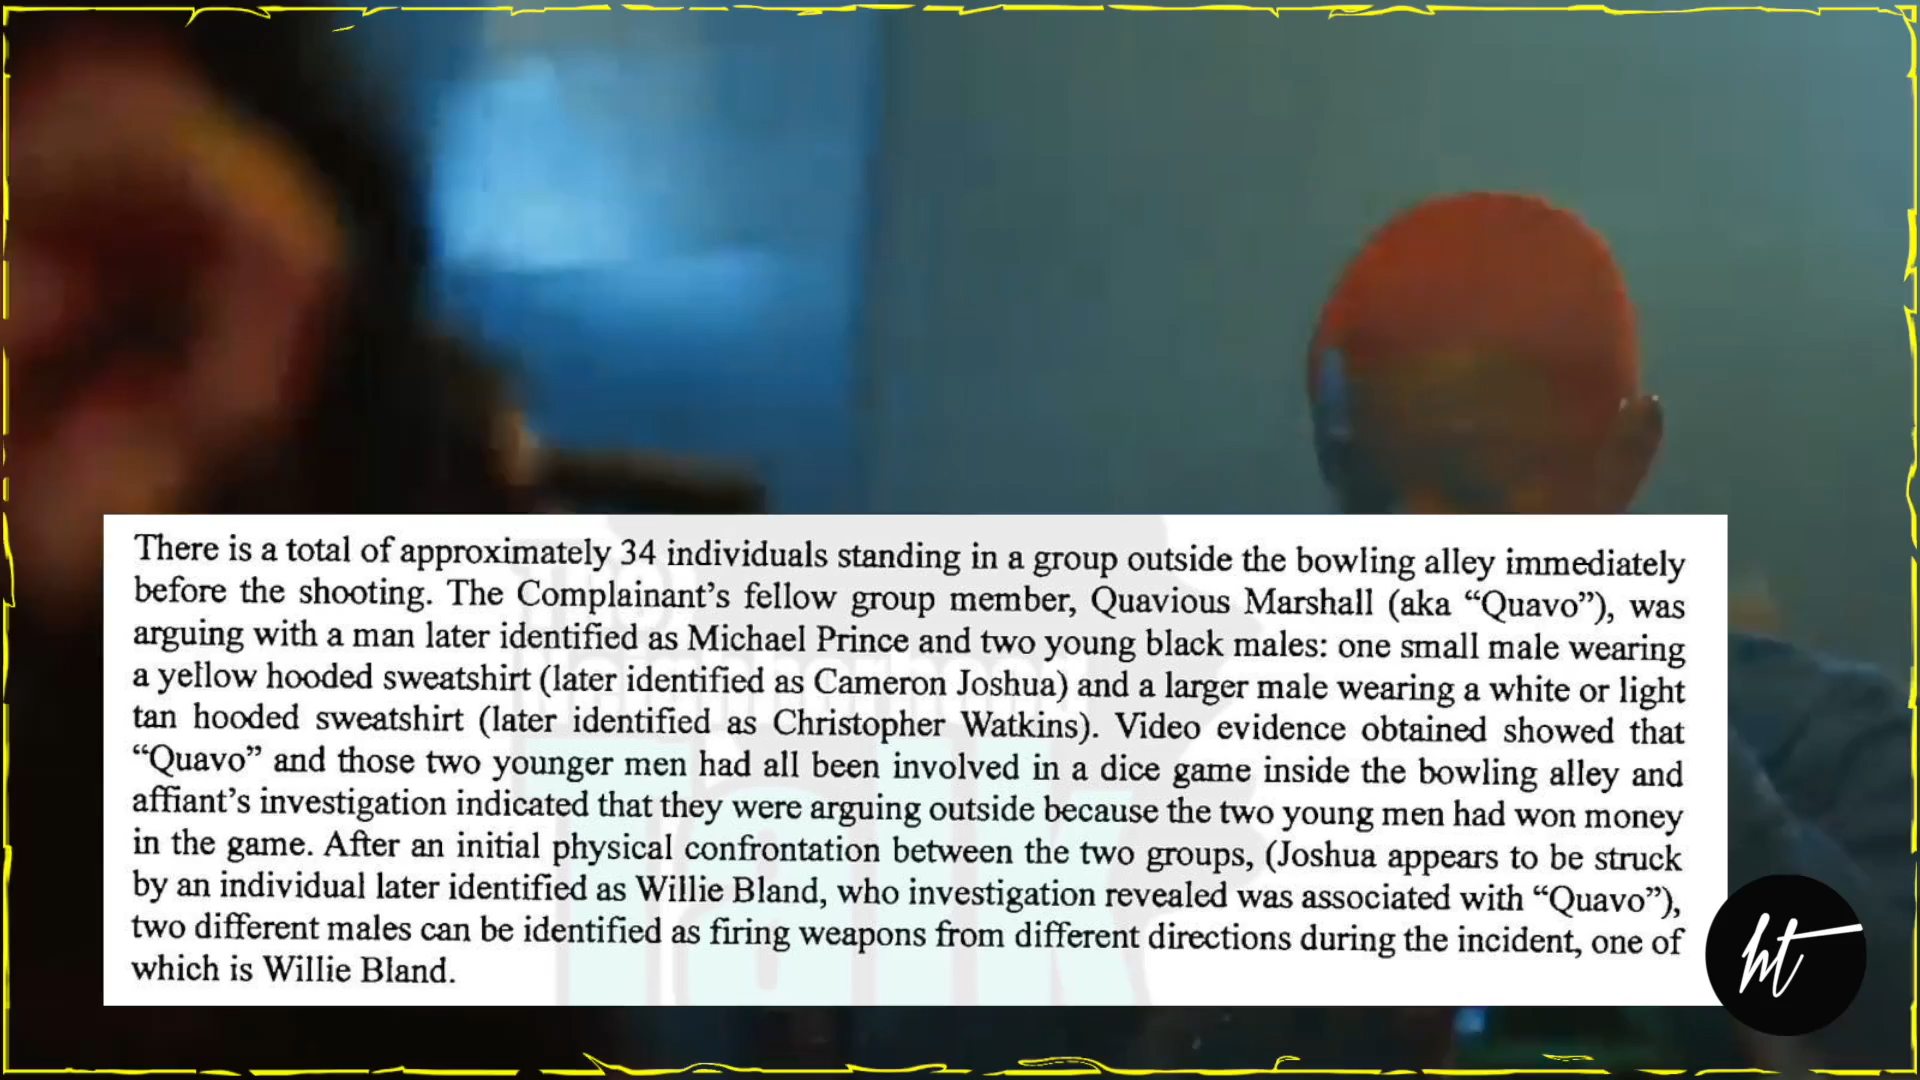 There is a total of approximately 34 individuals standing in a group outside the bowling alley immediately
before the shooting. The Complainant's fellow group member, Quavious Marshall (aka “Quavo”), was
arguing with a man later identified as Michael Prince and two young black males: one small male wearing
a yellow hooded sweatshirt (later identified as Cameron Joshua) and a larger male wearing a white or light
tan hooded sweatshirt (later identified as Christopher Watkins). Video evidence obtained showed that
“Quavo” and those two younger men had all been involved in a dice game inside the bowling alley and
affiant’s investigation indicated that they were arguing outside because the two young men had won money
in the game. After an initial physical confrontation between the two groups, (Joshua appears to be struck
by an individual later identified as Willie Bland, who investigation revealed was associated with “Quavo”),
two different males can be identified as firing weapons from different directions during the incident, one of
which is Willie Bland.
Neighborhood
Talk
ht